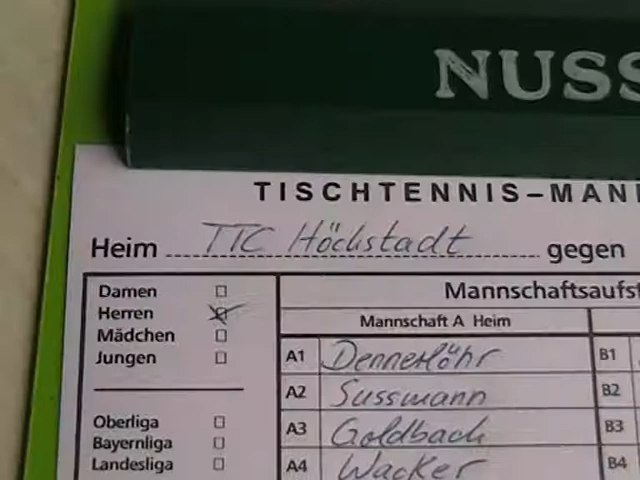 NUSS
TISCHTENNIS–MAN
Heim TTC Höchstadt gegen
Damen
Herren
Mädchen
Jungen
Oberliga
Bayernliga
Landesliga
Mannschaftsaufst
Mannschaft A Heim
A1 Dennerlöhr B1
A2 Sussmann B2
A3 Goldbach B3
A4 Wacker B4